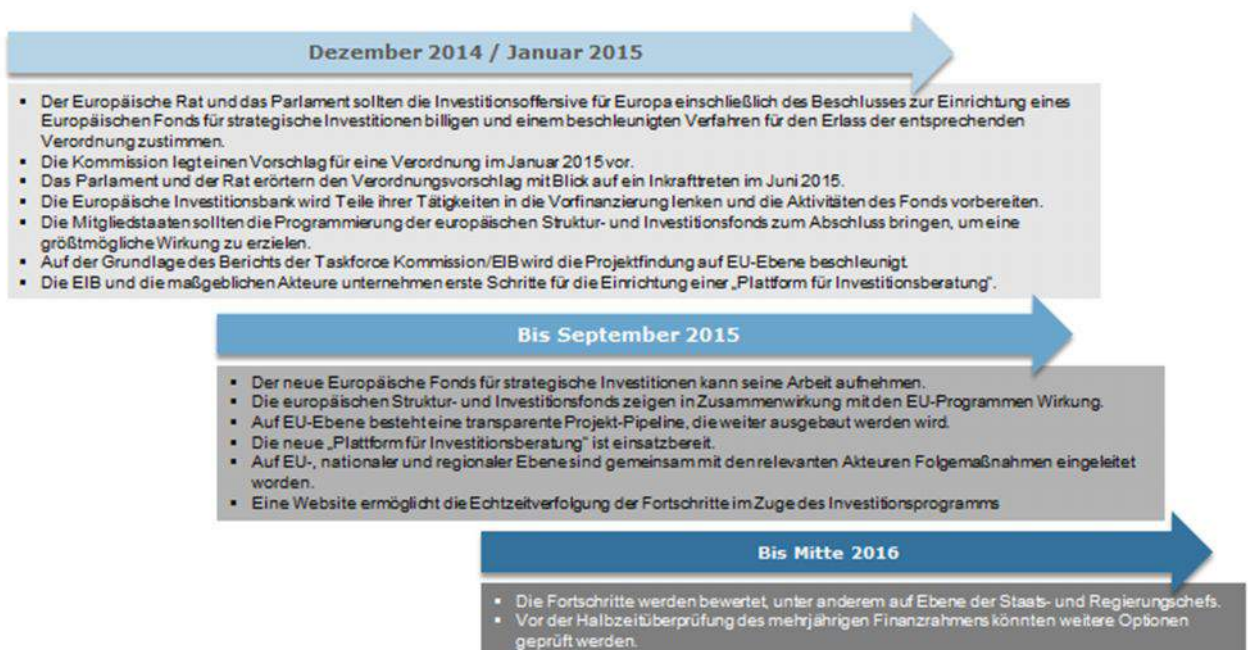 Dezember 2014 / Januar 2015
▪ Der Europäische Rat und das Parlament sollten die Investitionsoffensive für Europa einschließlich des Beschlusses zur Einrichtung eines
Europäischen Fonds für strategische Investitionen billigen und einem beschleunigten Verfahren für den Erlass der entsprechenden
Verordnung zustimmen.
▪ Die Kommission legt einen Vorschlag für eine Verordnung im Januar 2015 vor.
▪ Das Parlament und der Rat erörtern den Verordnungsvorschlag mit Blick auf ein Inkrafttreten im Juni 2015.
▪ Die Europäische Investitionsbank wird Teile ihrer Tätigkeiten in die Vorfinanzierung lenken und die Aktivitäten des Fonds vorbereiten.
▪ Die Mitgliedstaaten sollten die Programmierung der europäischen Struktur- und Investitionsfonds zum Abschluss bringen, um eine
größtmögliche Wirkung zu erzielen.
▪ Auf der Grundlage des Berichts der Taskforce Kommission/EIB wird die Projektfindung auf EU-Ebene beschleunigt.
▪ Die EIB und die maßgeblichen Akteure unternehmen erste Schritte für die Einrichtung einer „Plattform für Investitionsberatung".
Bis September 2015
▪ Der neue Europäische Fonds für strategische Investitionen kann seine Arbeit aufnehmen.
▪ Die europäischen Struktur- und Investitionsfonds zeigen in Zusammenwirkung mit den EU-Programmen Wirkung.
▪ Auf EU-Ebene besteht eine transparente Projekt-Pipeline, die weiter ausgebaut werden wird.
▪ Die neue „Plattform für Investitionsberatung" ist einsatzbereit.
▪ Auf EU-, nationaler und regionaler Ebene sind gemeinsam mit den relevanten Akteuren Folgemaßnahmen eingeleitet
worden.
▪ Eine Website ermöglicht die Echtzeitverfolgung der Fortschritte im Zuge des Investitionsprogramms
Bis Mitte 2016
▪ Die Fortschritte werden bewertet, unter anderem auf Ebene der Staats- und Regierungschefs.
▪ Vor der Halbzeitüberprüfung des mehrjährigen Finanzrahmens könnten weitere Optionen
geprüft werden.